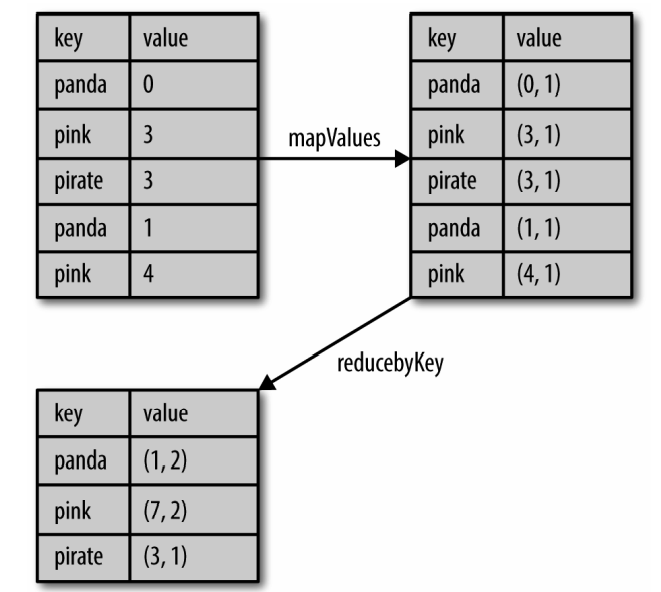 key value
panda 0
pink 3
pirate 3
panda 1
pink 4
mapValues
key value
panda (0, 1)
pink (3, 1)
pirate (3, 1)
panda (1, 1)
pink (4, 1)
reducebyKey
key value
panda (1, 2)
pink (7, 2)
pirate (3, 1)